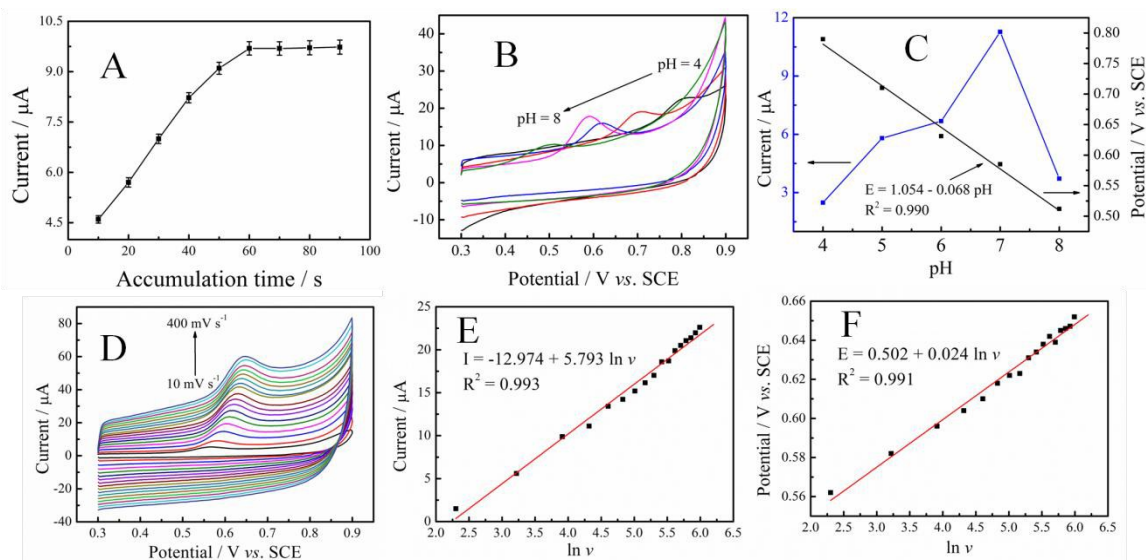 A
Current / μA
10.5
9.0
7.5
6.0
4.5
0 20 40 60 80 100
Accumulation time / s
B
Current / μA
40
30
20
10
0
-10
pH = 4
pH = 8
0.3 0.4 0.5 0.6 0.7 0.8 0.9
Potential / V vs. SCE
C
Current / μA
12
9
6
3
E = 1.054 - 0.068 pH
R² = 0.990
0.80
0.75
0.70
0.65
0.60
0.55
0.50
Potential / V vs. SCE
4 5 6 7 8
pH
D
Current / μA
80
60
40
20
0
-20
-40
400 mV s⁻¹
10 mV s⁻¹
0.3 0.4 0.5 0.6 0.7 0.8 0.9
Potential / V vs. SCE
E
Current / μA
25
20
15
10
5
0
I = -12.974 + 5.793 ln v
R² = 0.993
2.0 2.5 3.0 3.5 4.0 4.5 5.0 5.5 6.0 6.5
ln v
F
Potential / V vs. SCE
0.66
0.64
0.62
0.60
0.58
0.56
E = 0.502 + 0.024 ln v
R² = 0.991
2.0 2.5 3.0 3.5 4.0 4.5 5.0 5.5 6.0 6.5
ln v